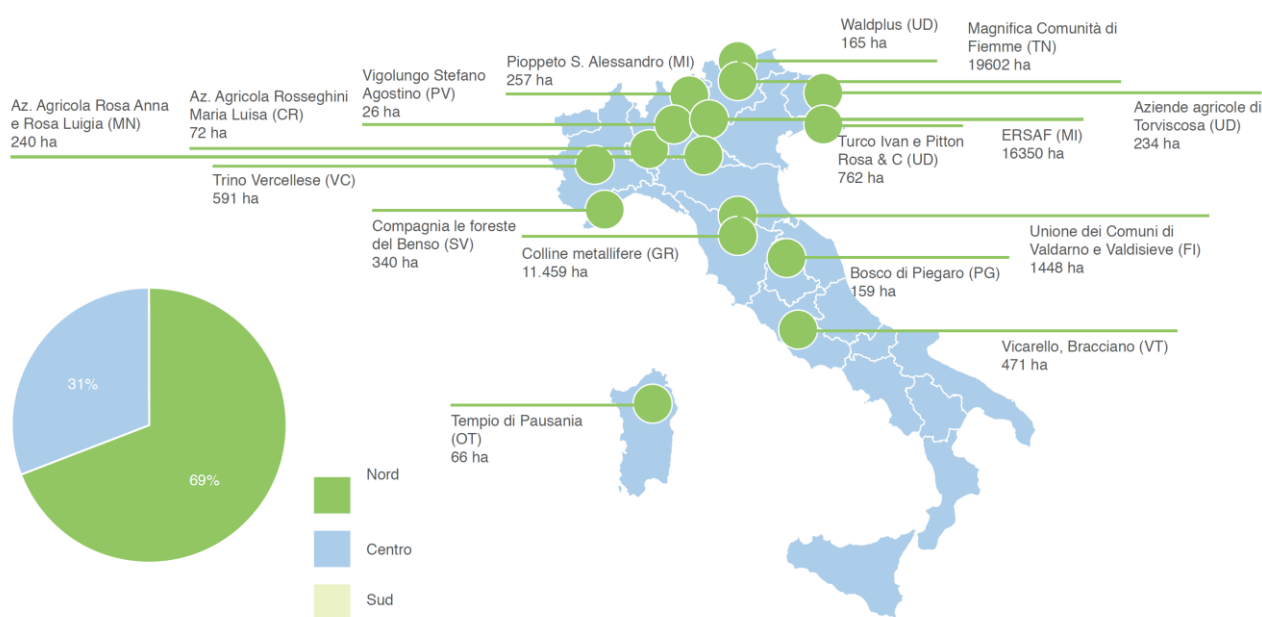 Waldplus (UD)
165 ha
Magnifica Comunità di
Fiemme (TN)
19602 ha
Pioppeto S. Alessandro (MI)
257 ha
Vigolungo Stefano
Agostino (PV)
26 ha
Az. Agricola Rosseghini
Maria Luisa (CR)
72 ha
Az. Agricola Rosa Anna
e Rosa Luigia (MN)
240 ha
Aziende agricole di
Torviscosa (UD)
234 ha
ERSAF (MI)
16350 ha
Turco Ivan e Pitton
Rosa & C (UD)
762 ha
Trino Vercellese (VC)
591 ha
Compagnia le foreste
del Benso (SV)
340 ha
Colline metallifere (GR)
11.459 ha
Unione dei Comuni di
Valdarno e Valdisieve (FI)
1448 ha
Bosco di Piegaro (PG)
159 ha
Vicarello, Bracciano (VT)
471 ha
Tempio di Pausania
(OT)
66 ha
31%
69%
Nord
Centro
Sud